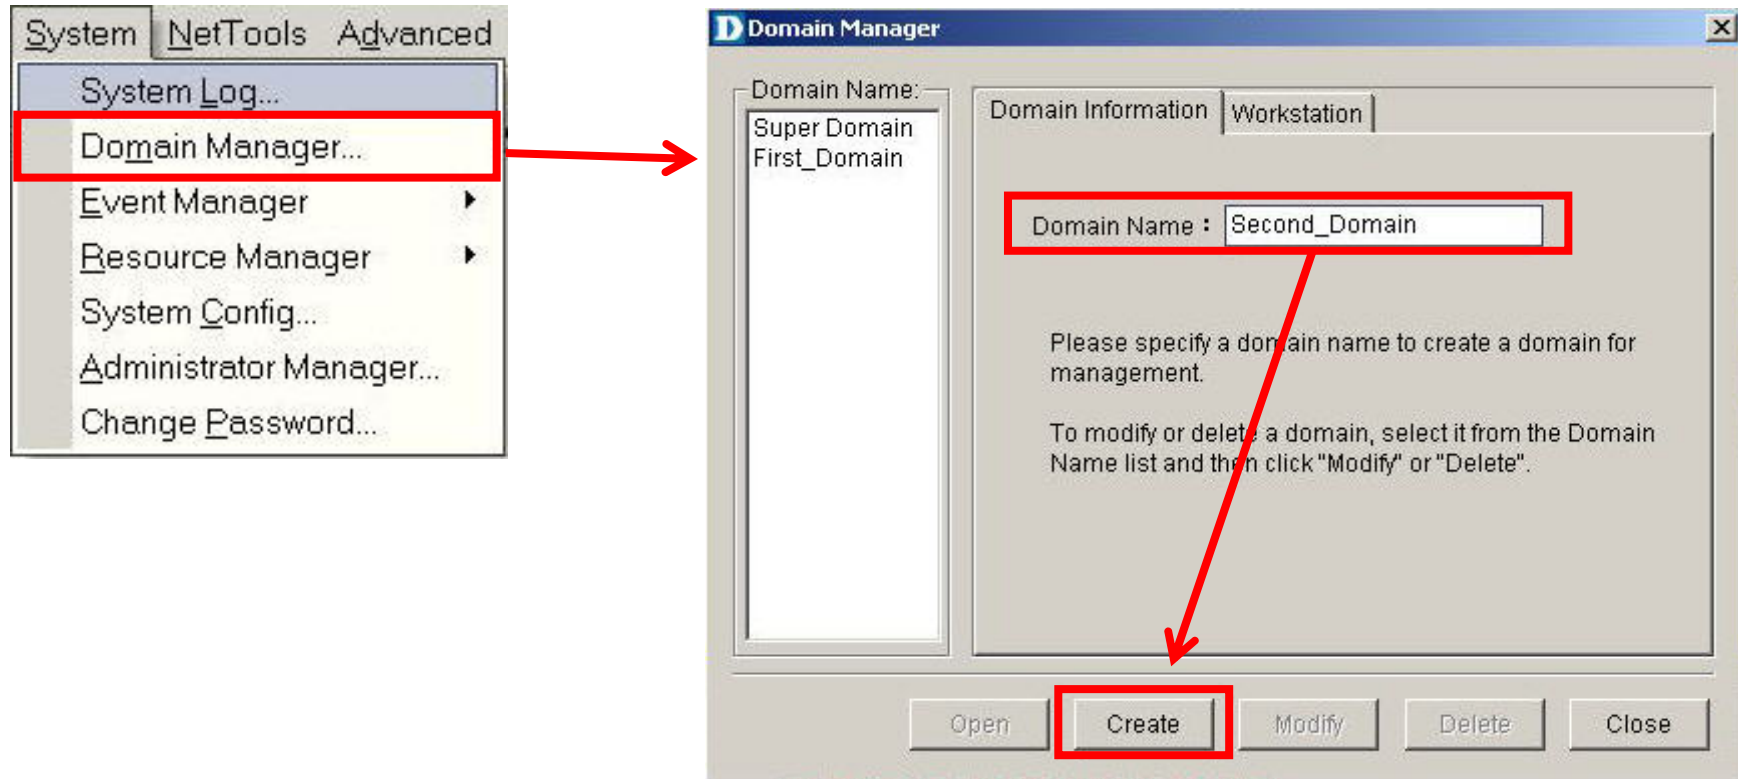 System NetTools Advanced
System Log...
Domain Manager...
Event Manager
Resource Manager
System Config...
Administrator Manager...
Change Password...
D Domain Manager
Domain Name:
Super Domain
First_Domain
Domain Information Workstation
Domain Name : Second_Domain
Please specify a domain name to create a domain for
management.
To modify or delete a domain, select it from the Domain
Name list and then click "Modify" or "Delete".
Open Create Modify Delete Close